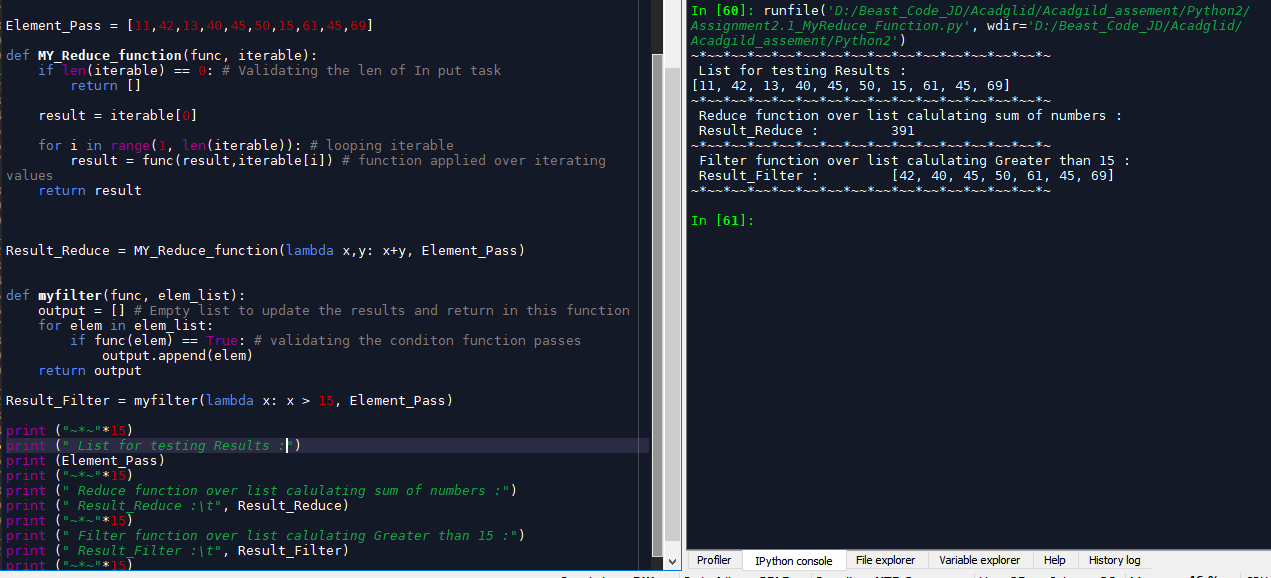 Element_Pass = [11,42,13,40,45,50,15,61,45,69]
def MY_Reduce_function(func, iterable):
    if len(iterable) == 0: # Validating the len of In put task
        return []
    result = iterable[0]
    for i in range(1, len(iterable)): # looping iterable
        result = func(result,iterable[i]) # function applied over iterating
values
    return result
Result_Reduce = MY_Reduce_function(lambda x,y: x+y, Element_Pass)
def myfilter(func, elem_list):
    output = [] # Empty list to update the results and return in this function
    for elem in elem_list:
        if func(elem) == True: # validating the conditon function passes
            output.append(elem)
    return output
Result_Filter = myfilter(lambda x: x > 15, Element_Pass)
print ("~*~"*15)
print (" List for testing Results :")
print (Element_Pass)
print ("~*~"*15)
print (" Reduce function over list calulating sum of numbers :")
print (" Result_Reduce :\t", Result_Reduce)
print ("~*~"*15)
print (" Filter function over list calulating Greater than 15 :")
print (" Result_Filter :\t", Result_Filter)
print ("~*~"*15)
In [60]: runfile('D:/Beast_Code_JD/Acadglid/Acadgild_assement/Python2/
Assignment2.1_MyReduce_Function.py', wdir='D:/Beast_Code_JD/Acadglid/
Acadgild_assement/Python2')
~*~~*~~*~~*~~*~~*~~*~~*~~*~~*~~*~~*~~*~~*~~*~
 List for testing Results :
[11, 42, 13, 40, 45, 50, 15, 61, 45, 69]
~*~~*~~*~~*~~*~~*~~*~~*~~*~~*~~*~~*~~*~~*~~*~
 Reduce function over list calulating sum of numbers :
 Result_Reduce :         391
~*~~*~~*~~*~~*~~*~~*~~*~~*~~*~~*~~*~~*~~*~~*~
 Filter function over list calulating Greater than 15 :
 Result_Filter :         [42, 40, 45, 50, 61, 45, 69]
~*~~*~~*~~*~~*~~*~~*~~*~~*~~*~~*~~*~~*~~*~~*~
In [61]:
Profiler IPython console File explorer Variable explorer Help History log